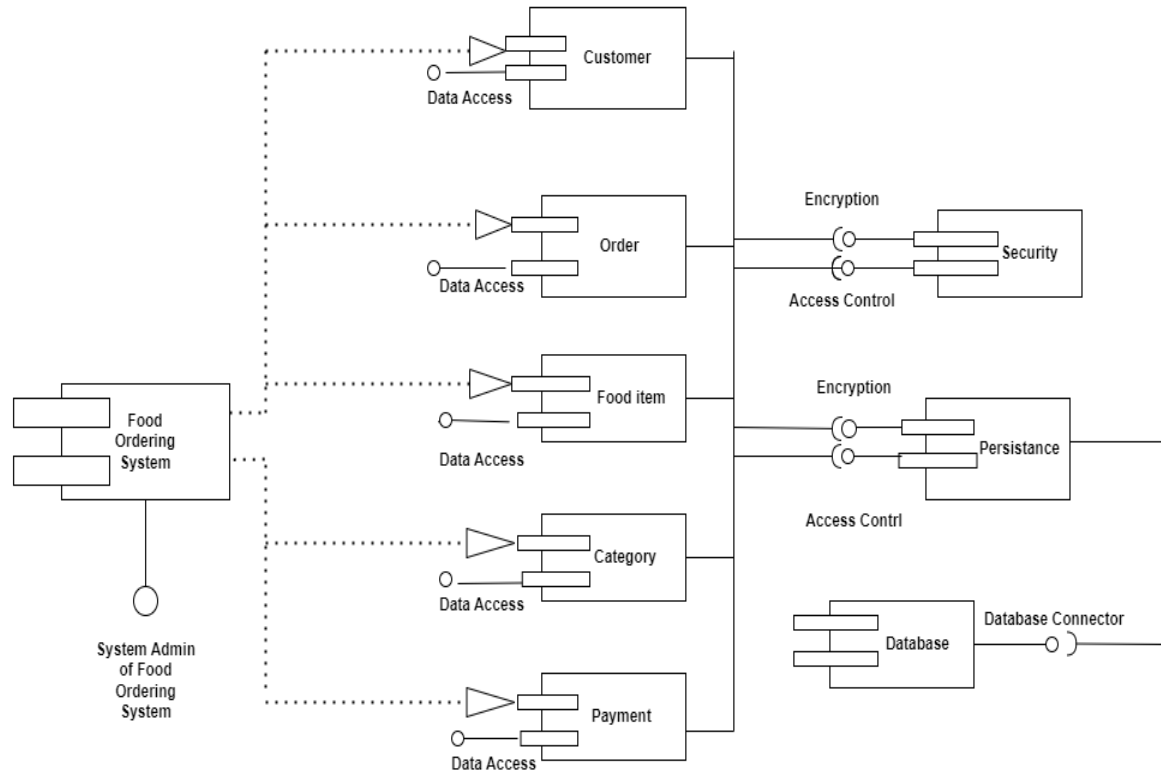 Customer
Data Access
Encryption
Order
Security
Data Access
Access Control
Food item
Encryption
Food
Ordering
System
Persistance
Data Access
Access Contrl
Category
Data Access
Database Connector
Database
System Admin
of Food
Ordering
System
Payment
Data Access